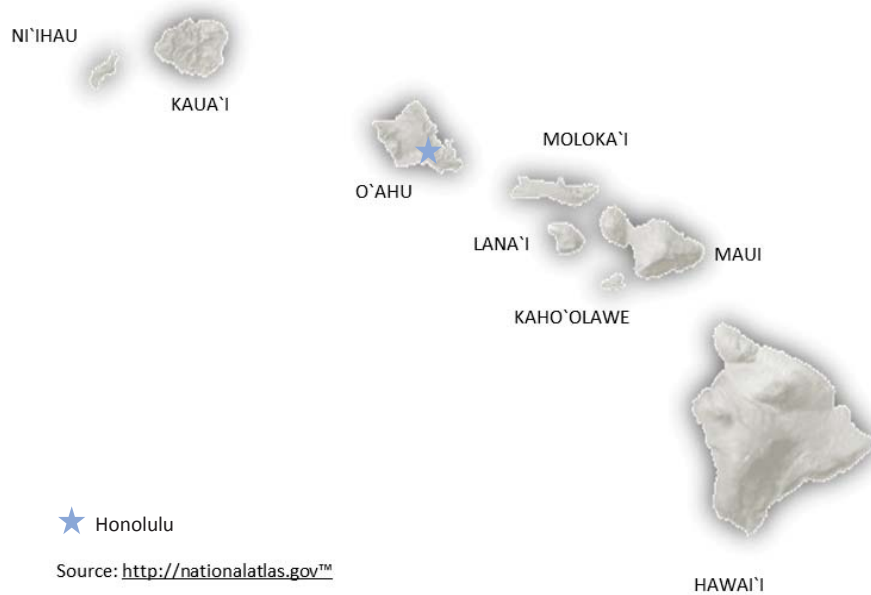 NI`IHAU
KAUA`I
MOLOKA`I
O`AHU
LANA`I
MAUI
KAHO`OLAWE
Honolulu
Source: http://nationalatlas.gov™
HAWAI`I